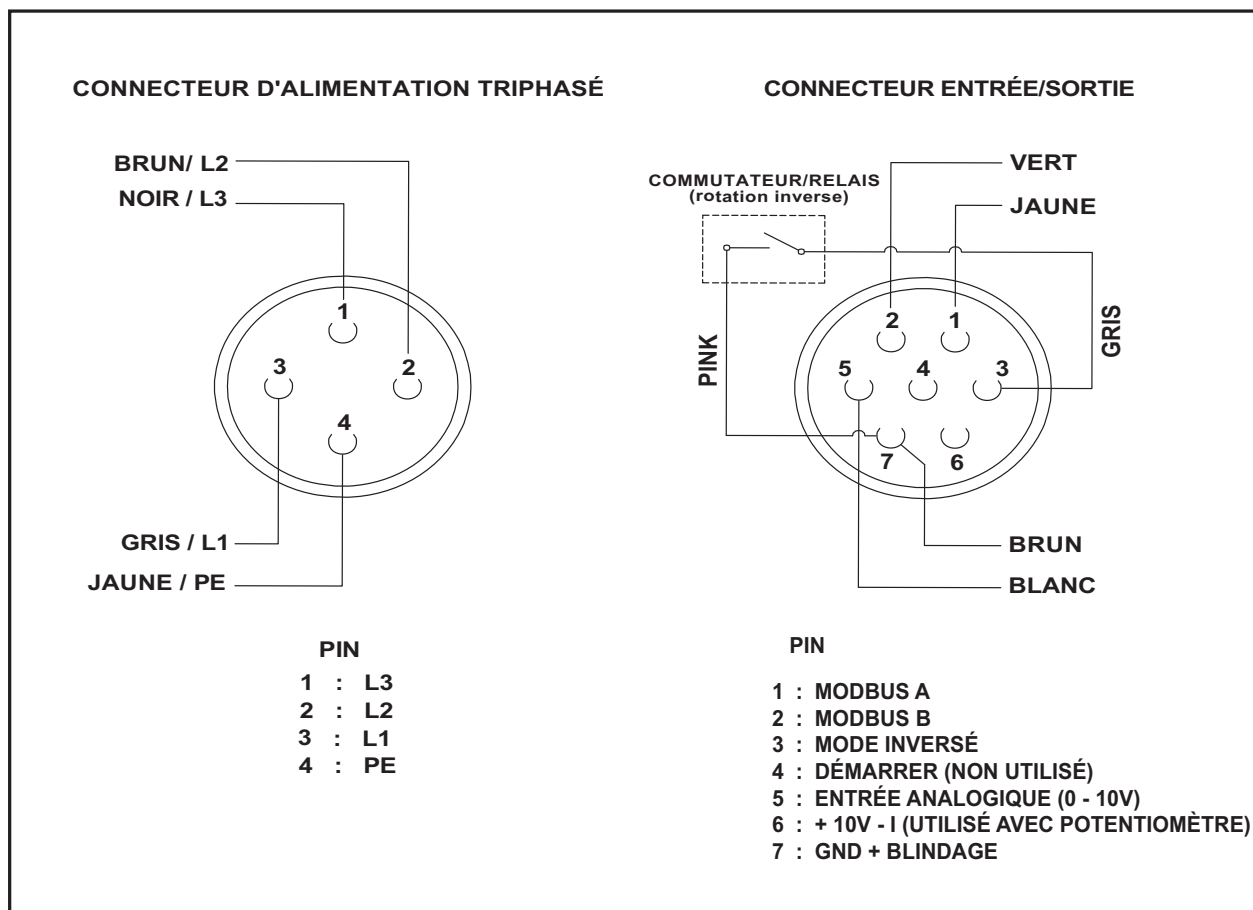 CONNECTEUR D'ALIMENTATION TRIPHASÉ
BRUN/ L2
NOIR / L3
1
3
2
4
GRIS / L1
JAUNE / PE
PIN
1 : L3
2 : L2
3 : L1
4 : PE
CONNECTEUR ENTRÉE/SORTIE
VERT
COMMUTATEUR/RELAIS
(rotation inverse)
JAUNE
PINK
GRIS
2
1
5
4
3
7
6
BRUN
BLANC
PIN
1 : MODBUS A
2 : MODBUS B
3 : MODE INVERSÉ
4 : DÉMARRER (NON UTILISÉ)
5 : ENTRÉE ANALOGIQUE (0 - 10V)
6 : + 10V - I (UTILISÉ AVEC POTENTIOMÈTRE)
7 : GND + BLINDAGE